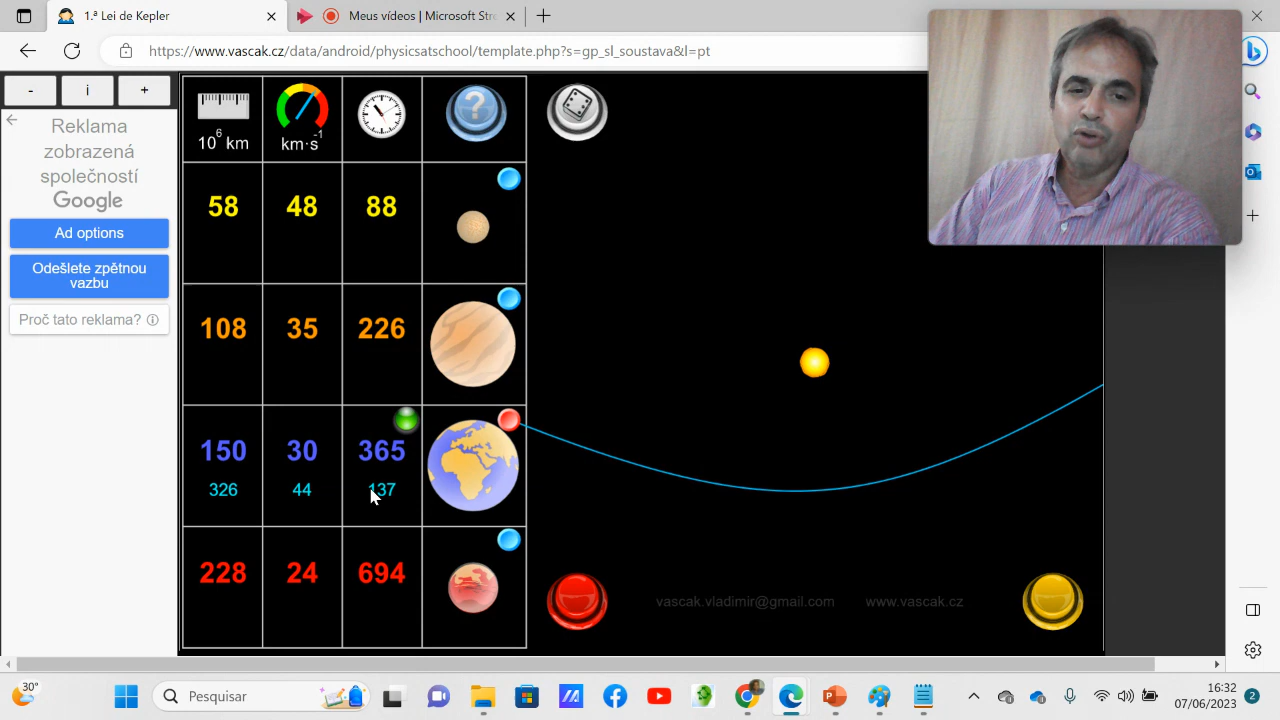 1.ª Lei de Kepler
Meus vídeos | Microsoft Str
https://www.vascak.cz/data/android/physicsatschool/template.php?s=gp_sl_soustava&l=pt
- i +
Reklama
zobrazená
společností
Google
Ad options
Odešlete zpětnou
vazbu
Proč tato reklama?
10⁶ km
km·s⁻¹
?
58 48 88
108 35 226
150 30 365
326 44 137
228 24 694
vascak.vladimir@gmail.com www.vascak.cz
30°
Pesquisar
16:32
07/06/2023
2